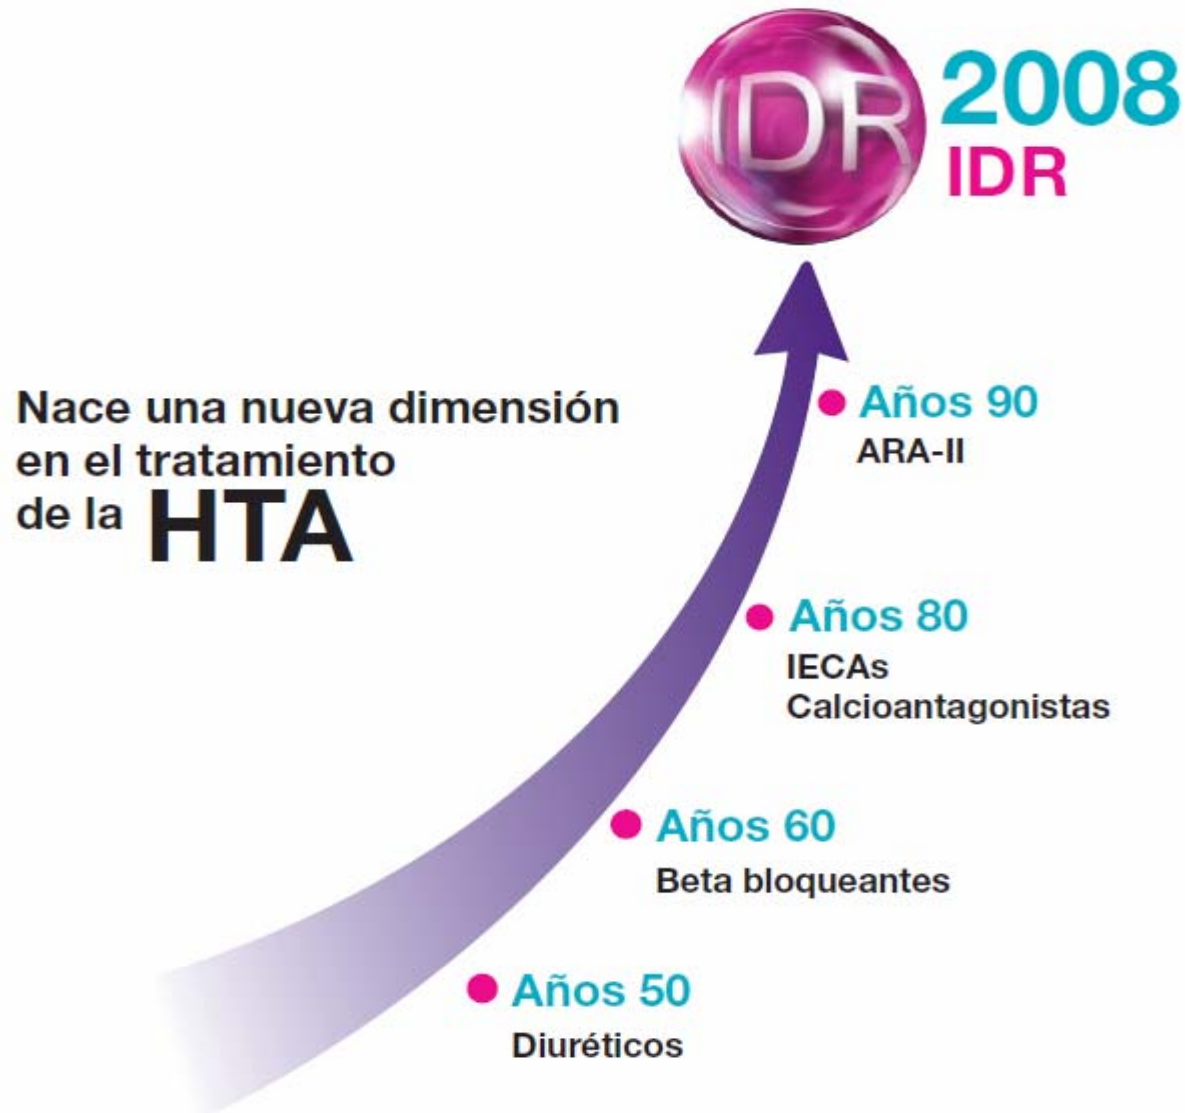 IDR
2008
IDR
Nace una nueva dimensión
en el tratamiento
de la HTA
Años 90
ARA-II
Años 80
IECAs
Calcioantagonistas
Años 60
Beta bloqueantes
Años 50
Diuréticos